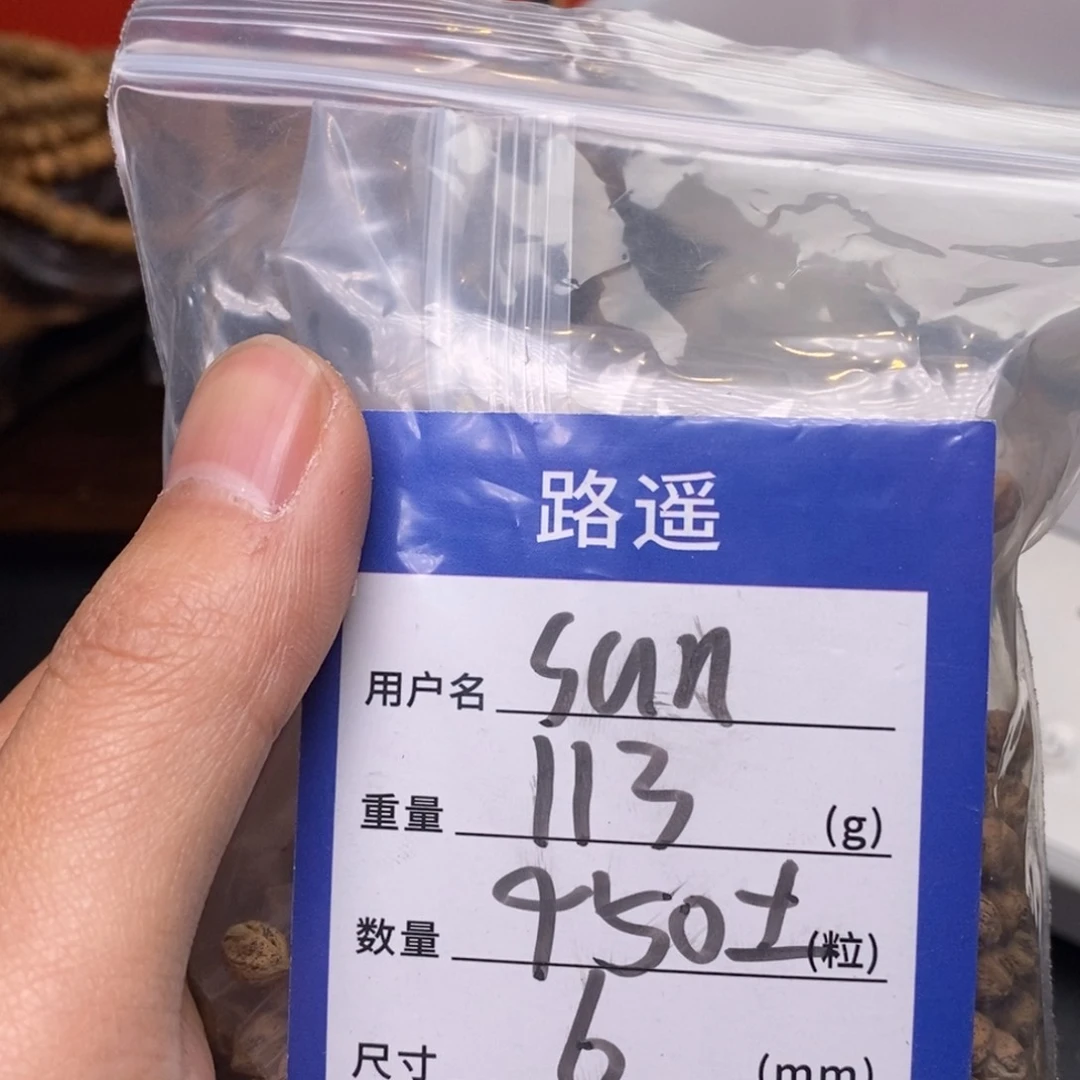 路遥
用户名 sun
重量 113 (g)
数量 950± (粒)
尺寸 6 (mm)